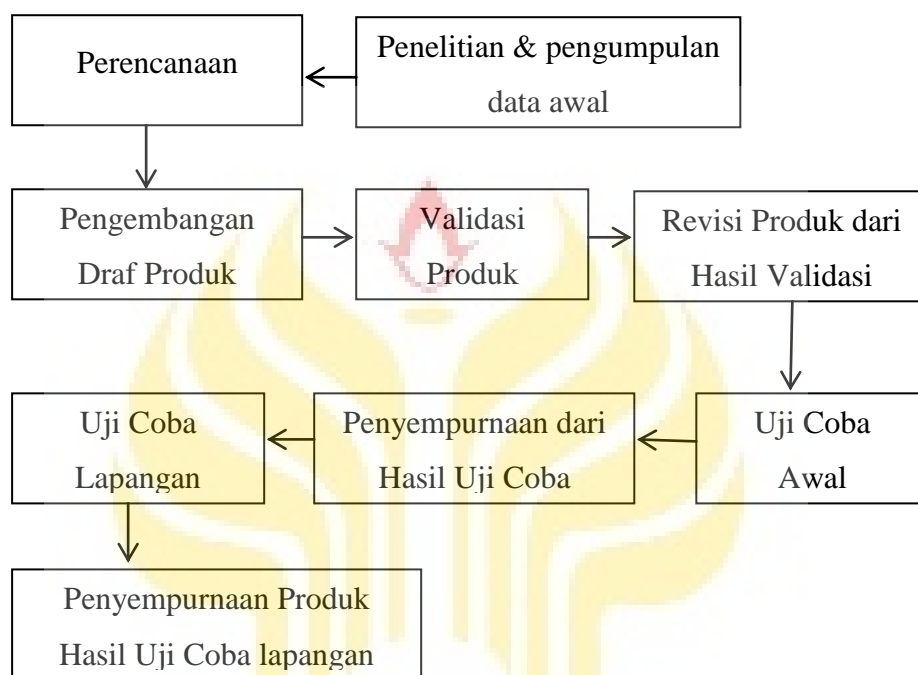 Perencanaan
Penelitian & pengumpulan
data awal
Pengembangan
Draf Produk
Validasi
Produk
Revisi Produk dari
Hasil Validasi
Uji Coba
Lapangan
Penyempurnaan dari
Hasil Uji Coba
Uji Coba
Awal
Penyempurnaan Produk
Hasil Uji Coba lapangan